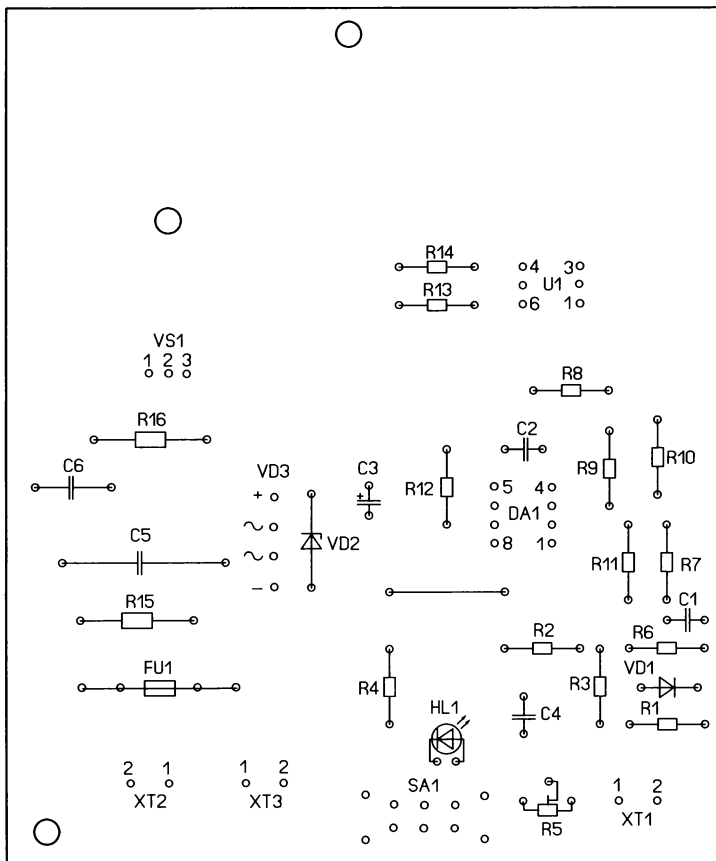 R14
4 3
U1
R13
6 1
VS1
1 2 3
R8
R16
C2
C6
VD3
C3
R9
R10
+
R12
5 4
DA1
~
VD2
C5
8 1
~
R11
R7
−
R15
C1
R2
R6
FU1
R4
R3
VD1
HL1
C4
R1
2 1
XT2
1 2
XT3
SA1
R5
1 2
XT1